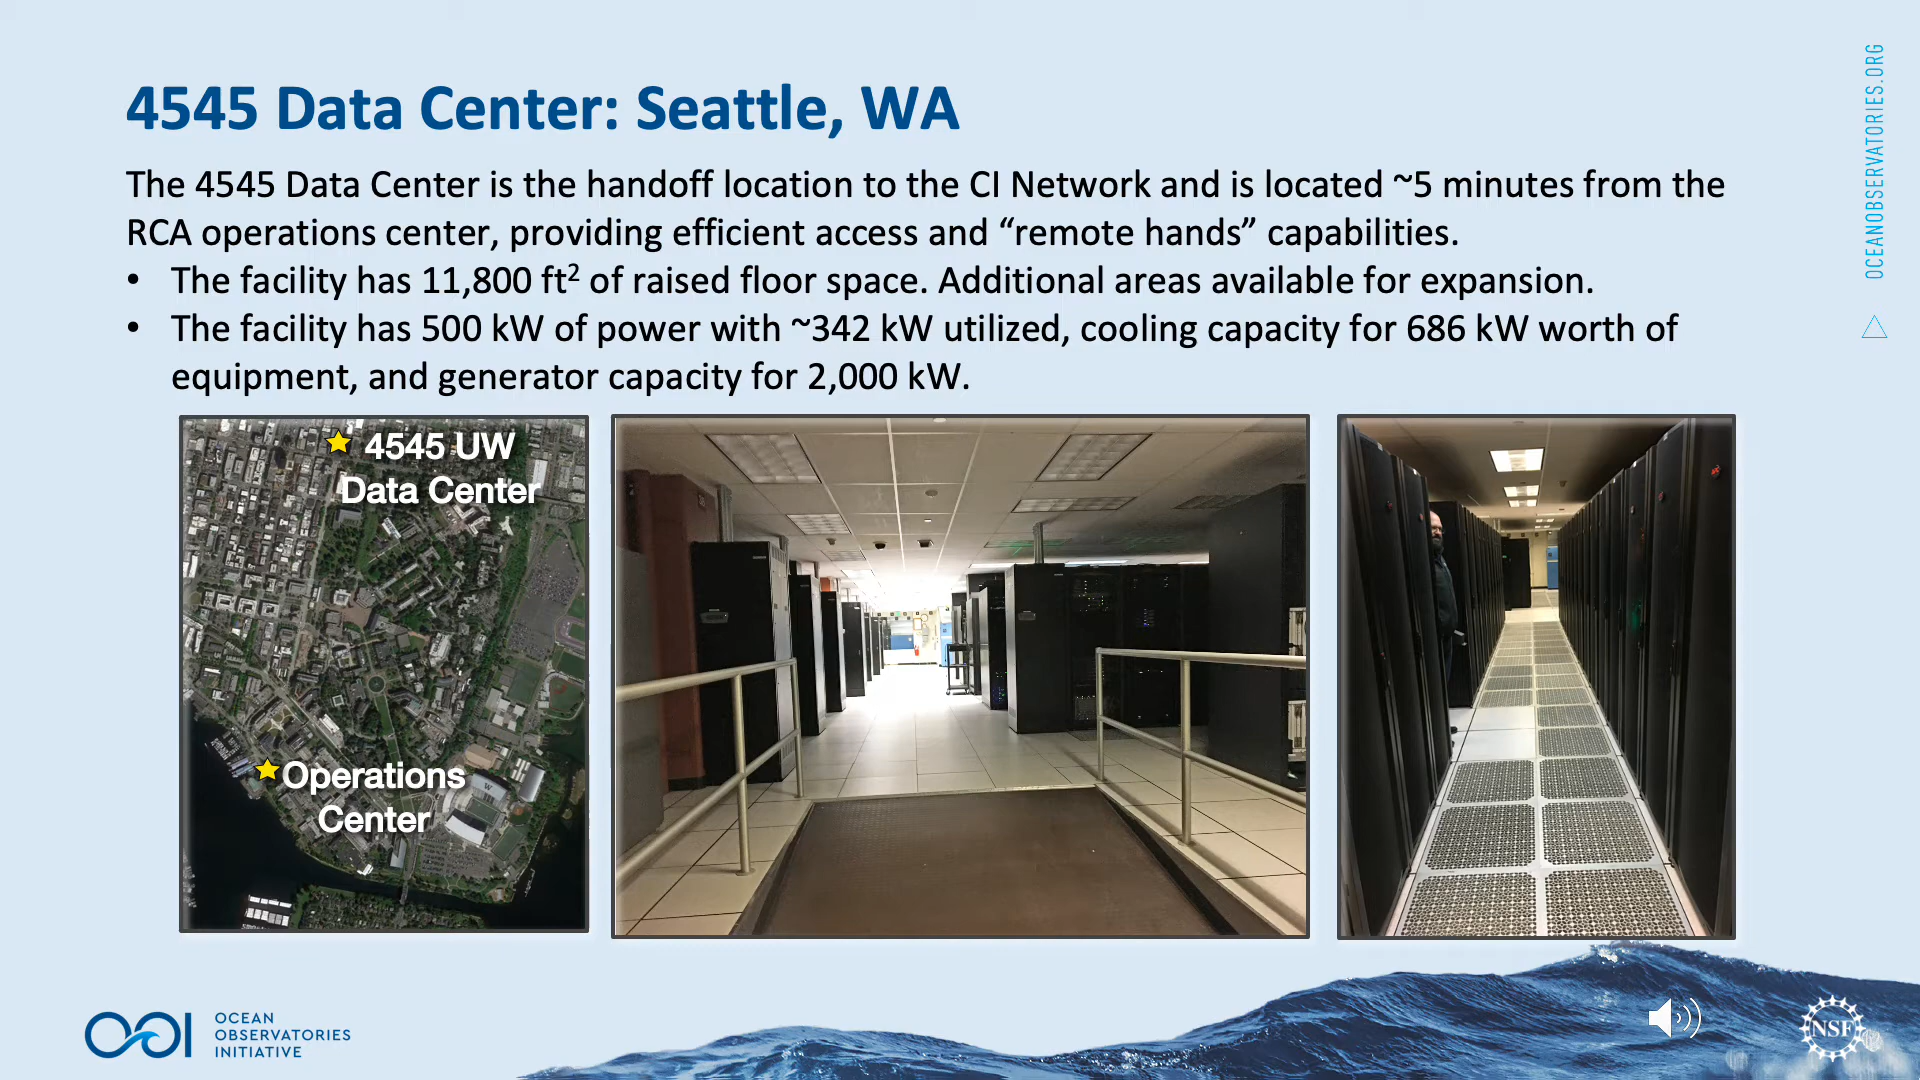 4545 Data Center: Seattle, WA
The 4545 Data Center is the handoff location to the CI Network and is located ~5 minutes from the
RCA operations center, providing efficient access and “remote hands” capabilities.
• The facility has 11,800 ft² of raised floor space. Additional areas available for expansion.
• The facility has 500 kW of power with ~342 kW utilized, cooling capacity for 686 kW worth of
equipment, and generator capacity for 2,000 kW.
4545 UW
Data Center
Operations
Center
W
OCEANOBSERVATORIES.ORG
OOI
OCEAN
OBSERVATORIES
INITIATIVE
NSF